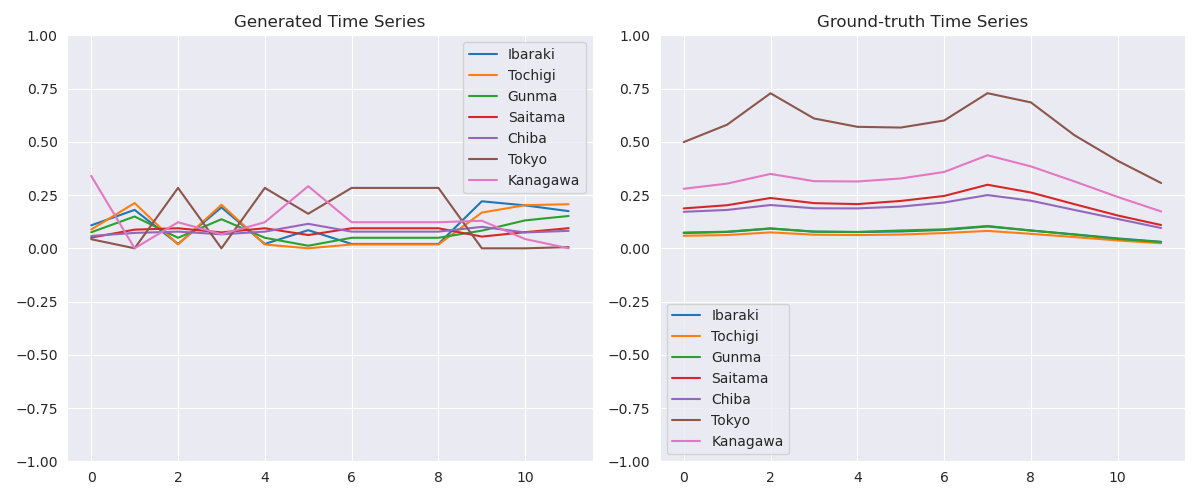 Generated Time Series
1.00
0.75
0.50
0.25
0.00
−0.25
−0.50
−0.75
−1.00
0 2 4 6 8 10
Ibaraki
Tochigi
Gunma
Saitama
Chiba
Tokyo
Kanagawa
Ground-truth Time Series
1.00
0.75
0.50
0.25
0.00
−0.25
−0.50
−0.75
−1.00
Ibaraki
Tochigi
Gunma
Saitama
Chiba
Tokyo
Kanagawa
0 2 4 6 8 10